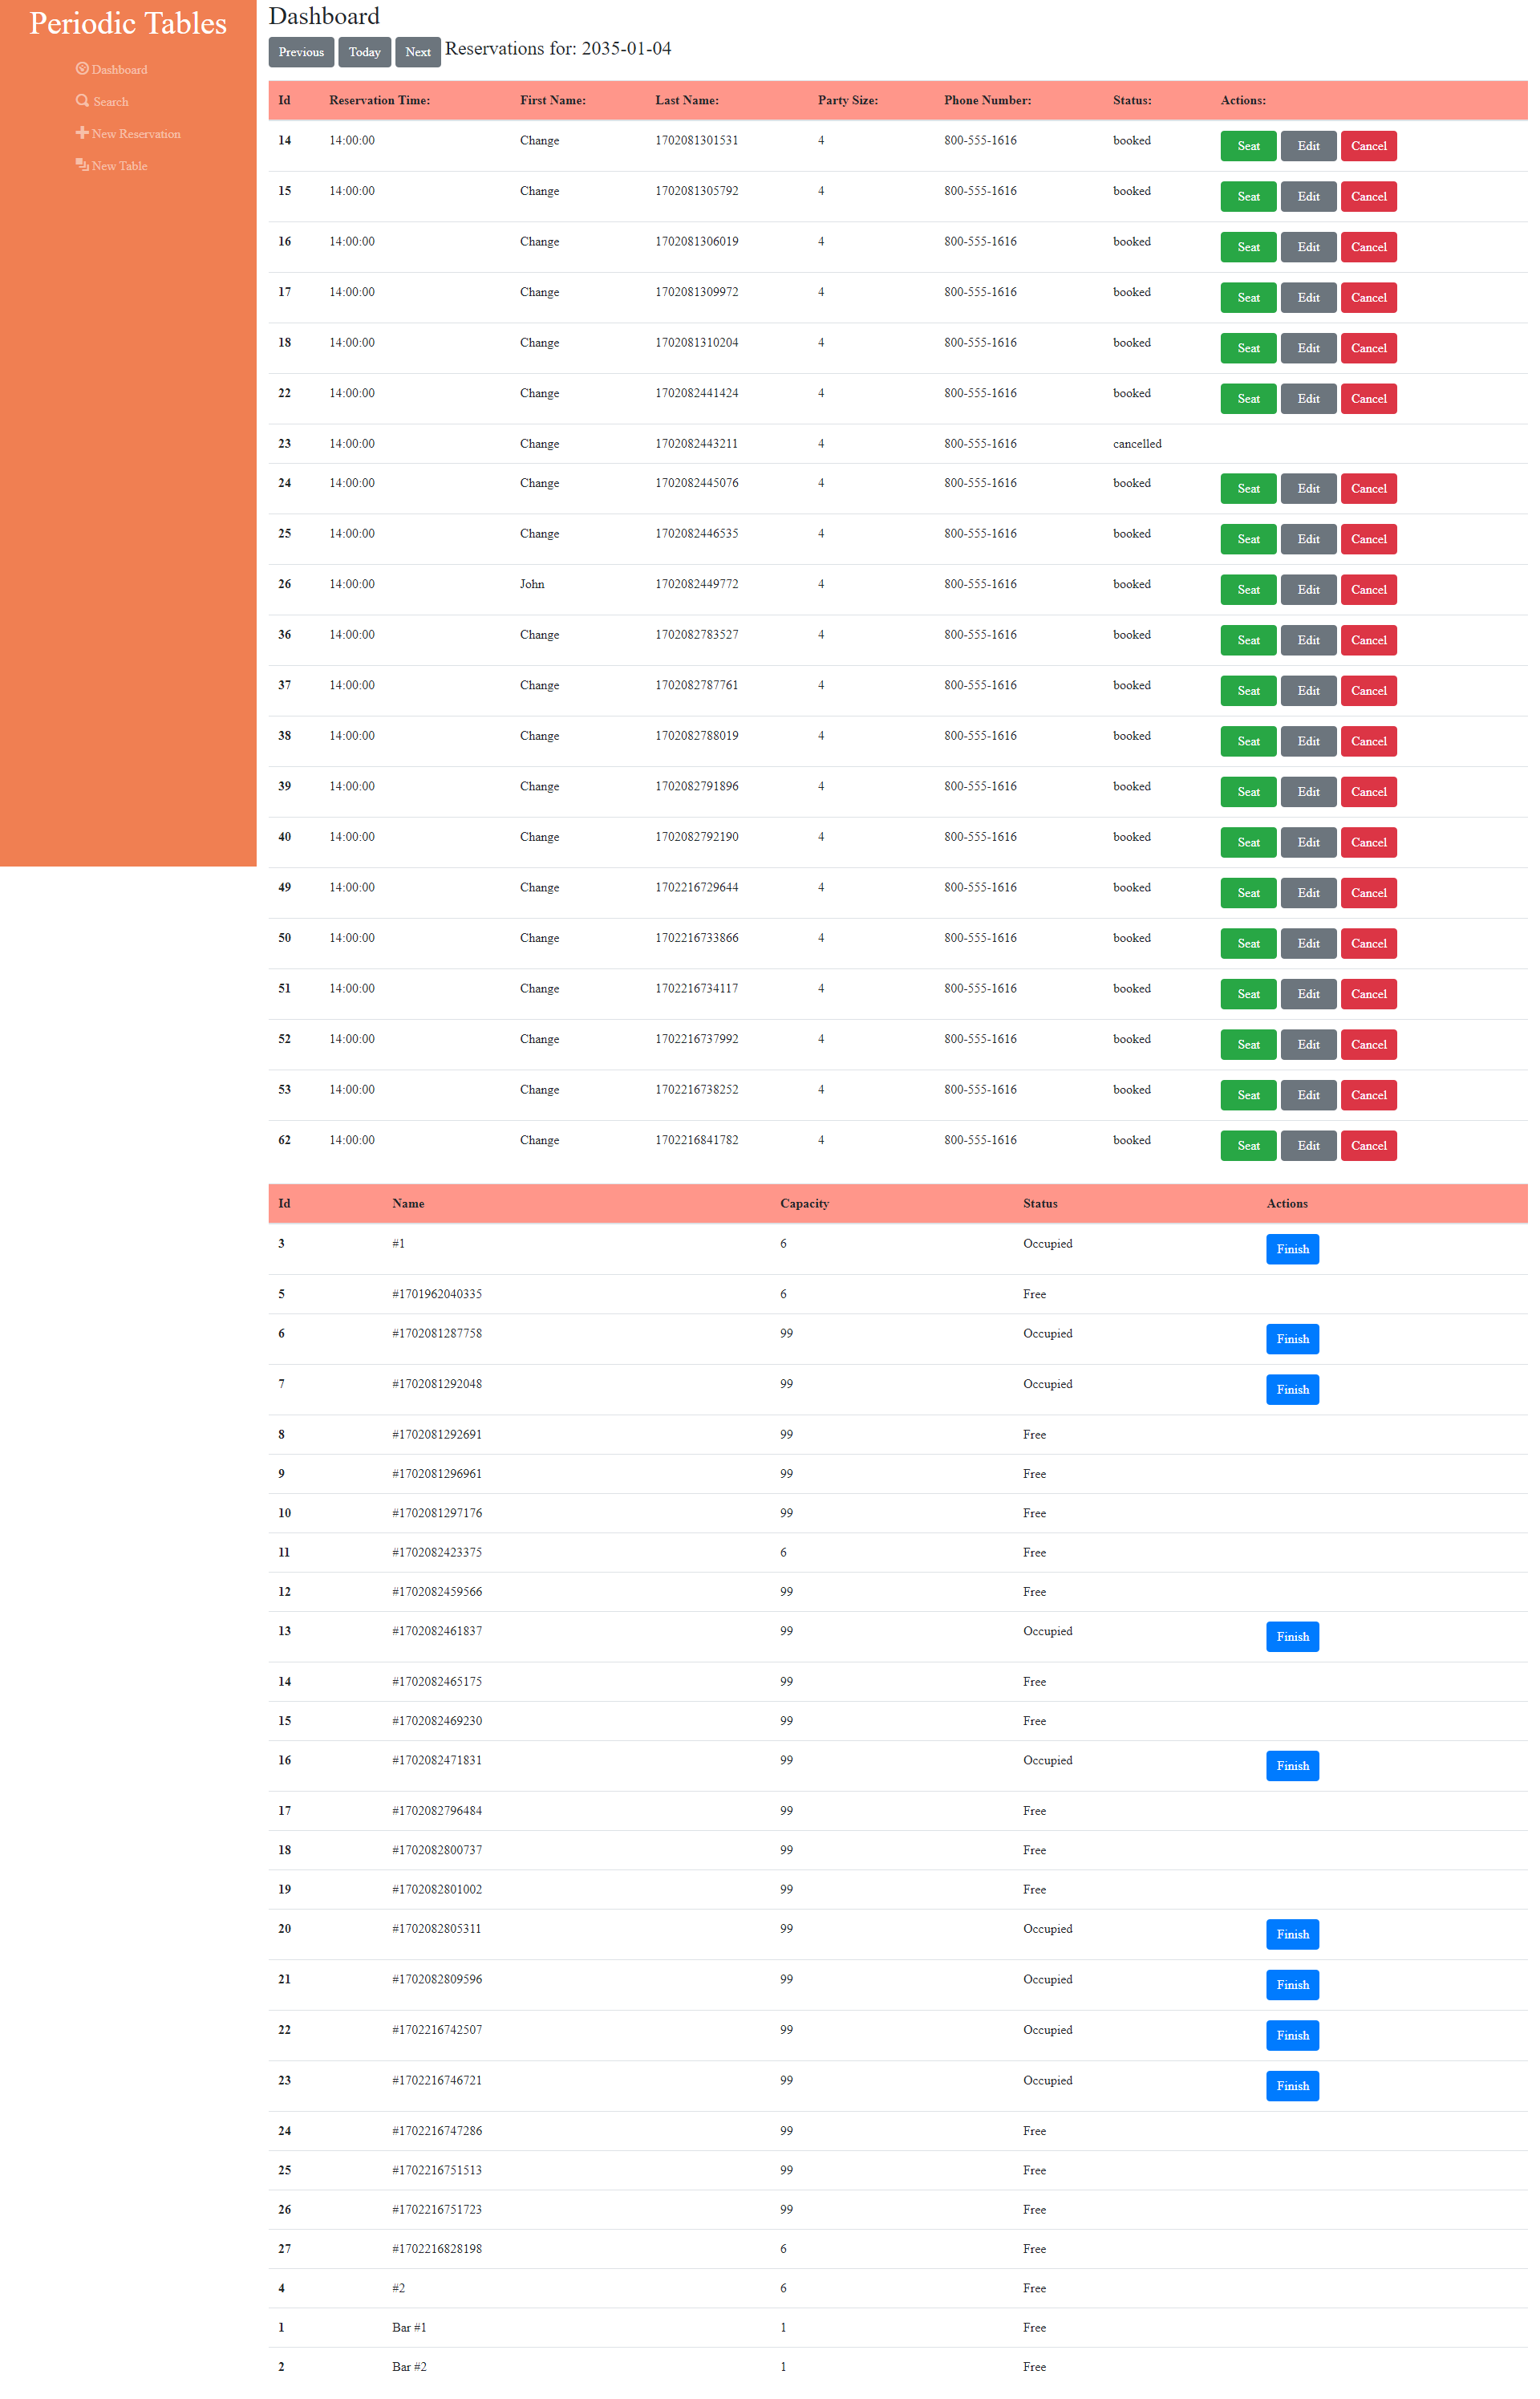 Periodic Tables
Dashboard
Search
New Reservation
New Table
Dashboard
Previous Today Next Reservations for: 2035-01-04
Id Reservation Time: First Name: Last Name: Party Size: Phone Number: Status: Actions:
14 14:00:00 Change 1702081301531 4 800-555-1616 booked Seat Edit Cancel
15 14:00:00 Change 1702081305792 4 800-555-1616 booked Seat Edit Cancel
16 14:00:00 Change 1702081306019 4 800-555-1616 booked Seat Edit Cancel
17 14:00:00 Change 1702081309972 4 800-555-1616 booked Seat Edit Cancel
18 14:00:00 Change 1702081310204 4 800-555-1616 booked Seat Edit Cancel
22 14:00:00 Change 1702082441424 4 800-555-1616 booked Seat Edit Cancel
23 14:00:00 Change 1702082443211 4 800-555-1616 cancelled
24 14:00:00 Change 1702082445076 4 800-555-1616 booked Seat Edit Cancel
25 14:00:00 Change 1702082446535 4 800-555-1616 booked Seat Edit Cancel
26 14:00:00 John 1702082449772 4 800-555-1616 booked Seat Edit Cancel
36 14:00:00 Change 1702082783527 4 800-555-1616 booked Seat Edit Cancel
37 14:00:00 Change 1702082787761 4 800-555-1616 booked Seat Edit Cancel
38 14:00:00 Change 1702082788019 4 800-555-1616 booked Seat Edit Cancel
39 14:00:00 Change 1702082791896 4 800-555-1616 booked Seat Edit Cancel
40 14:00:00 Change 1702082792190 4 800-555-1616 booked Seat Edit Cancel
49 14:00:00 Change 1702216729644 4 800-555-1616 booked Seat Edit Cancel
50 14:00:00 Change 1702216733866 4 800-555-1616 booked Seat Edit Cancel
51 14:00:00 Change 1702216734117 4 800-555-1616 booked Seat Edit Cancel
52 14:00:00 Change 1702216737992 4 800-555-1616 booked Seat Edit Cancel
53 14:00:00 Change 1702216738252 4 800-555-1616 booked Seat Edit Cancel
62 14:00:00 Change 1702216841782 4 800-555-1616 booked Seat Edit Cancel
Id Name Capacity Status Actions
3 #1 6 Occupied Finish
5 #1701962040335 6 Free
6 #1702081287758 99 Occupied Finish
7 #1702081292048 99 Occupied Finish
8 #1702081292691 99 Free
9 #1702081296961 99 Free
10 #1702081297176 99 Free
11 #1702082423375 6 Free
12 #1702082459566 99 Free
13 #1702082461837 99 Occupied Finish
14 #1702082465175 99 Free
15 #1702082469230 99 Free
16 #1702082471831 99 Occupied Finish
17 #1702082796484 99 Free
18 #1702082800737 99 Free
19 #1702082801002 99 Free
20 #1702082805311 99 Occupied Finish
21 #1702082809596 99 Occupied Finish
22 #1702216742507 99 Occupied Finish
23 #1702216746721 99 Occupied Finish
24 #1702216747286 99 Free
25 #1702216751513 99 Free
26 #1702216751723 99 Free
27 #1702216828198 6 Free
4 #2 6 Free
1 Bar #1 1 Free
2 Bar #2 1 Free